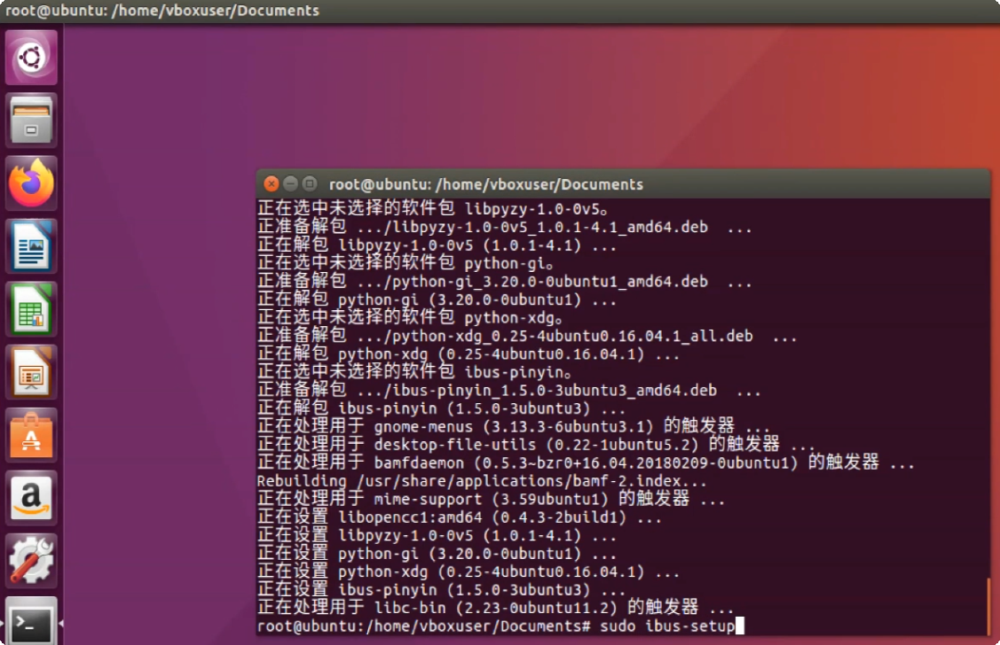 root@ubuntu: /home/vboxuser/Documents
root@ubuntu: /home/vboxuser/Documents
正在选中未选择的软件包 libpyzy-1.0-0v5。
正准备解包 .../libpyzy-1.0-0v5_1.0.1-4.1_amd64.deb ...
正在解包 libpyzy-1.0-0v5 (1.0.1-4.1) ...
正在选中未选择的软件包 python-gi。
正准备解包 .../python-gi_3.20.0-0ubuntu1_amd64.deb ...
正在解包 python-gi (3.20.0-0ubuntu1) ...
正在选中未选择的软件包 python-xdg。
正准备解包 .../python-xdg_0.25-4ubuntu0.16.04.1_all.deb ...
正在解包 python-xdg (0.25-4ubuntu0.16.04.1) ...
正在选中未选择的软件包 ibus-pinyin。
正准备解包 .../ibus-pinyin_1.5.0-3ubuntu3_amd64.deb ...
正在解包 ibus-pinyin (1.5.0-3ubuntu3) ...
正在处理用于 gnome-menus (3.13.3-6ubuntu3.1) 的触发器 ...
正在处理用于 desktop-file-utils (0.22-1ubuntu5.2) 的触发器 ...
正在处理用于 bamfdaemon (0.5.3~bzr0+16.04.20180209-0ubuntu1) 的触发器 ...
Rebuilding /usr/share/applications/bamf-2.index...
正在处理用于 mime-support (3.59ubuntu1) 的触发器 ...
正在设置 libopencc1:amd64 (0.4.3-2build1) ...
正在设置 libpyzy-1.0-0v5 (1.0.1-4.1) ...
正在设置 python-gi (3.20.0-0ubuntu1) ...
正在设置 python-xdg (0.25-4ubuntu0.16.04.1) ...
正在设置 ibus-pinyin (1.5.0-3ubuntu3) ...
正在处理用于 libc-bin (2.23-0ubuntu11.2) 的触发器 ...
root@ubuntu:/home/vboxuser/Documents# sudo ibus-setup